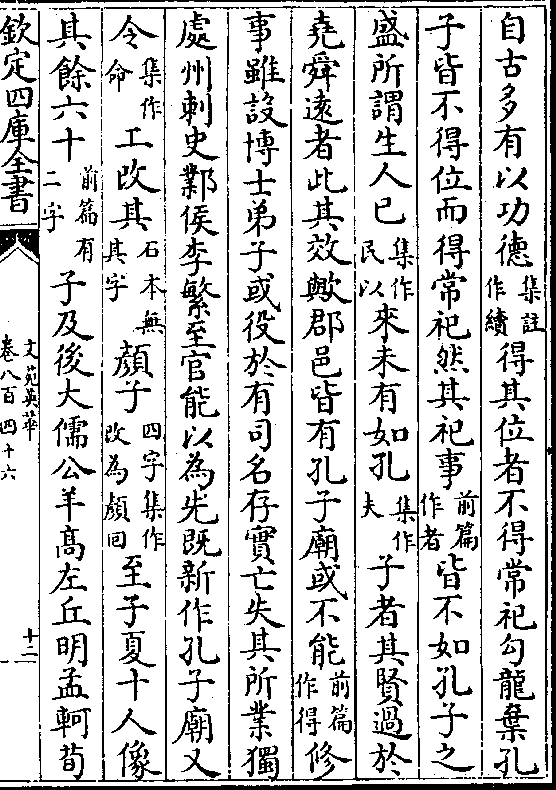 自古多有以功德集註作績得其位者不得常祀勾龍棄孔
子皆不得位而得常祀然其祀事前篇作者皆不如孔子之
盛所謂生人已集作民以來未有如孔集作夫子者其賢過於
堯舜遠者此其效歟郡邑皆有孔子廟或不能前篇作得修
事雖設博士弟子或役於有司名存實亡失其所業獨
處州刺史鄴侯李繁至官能以為先既新作孔子廟又
令集作命工改其石本無其字顔子四字集作改為顔回至子夏十人像
其餘六十前篇有二字子及後大儒公羊髙左丘明孟軻荀
欽定四庫全書
文苑英華
卷八百四十六
十二